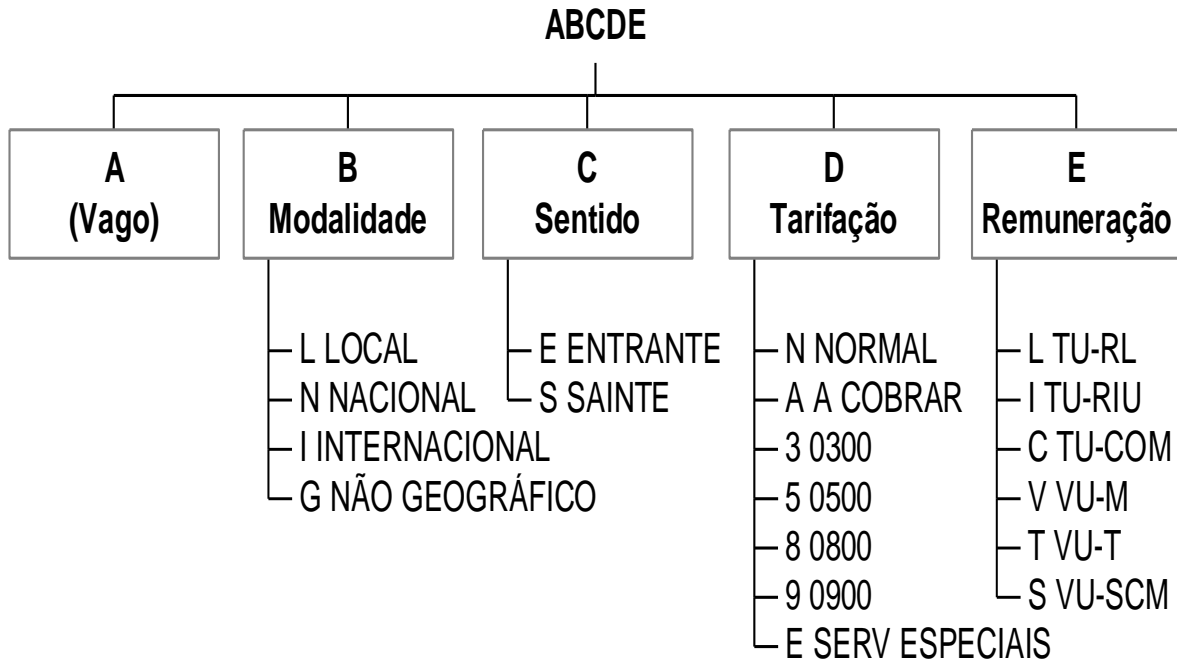 ABCDE
A
(Vago)
B
Modalidade
C
Sentido
D
Tarifação
E
Remuneração
L LOCAL
N NACIONAL
I INTERNACIONAL
G NÃO GEOGRÁFICO
E ENTRANTE
S SAINTE
N NORMAL
A A COBRAR
3 0300
5 0500
8 0800
9 0900
E SERV ESPECIAIS
L TU-RL
I TU-RIU
C TU-COM
V VU-M
T VU-T
S VU-SCM